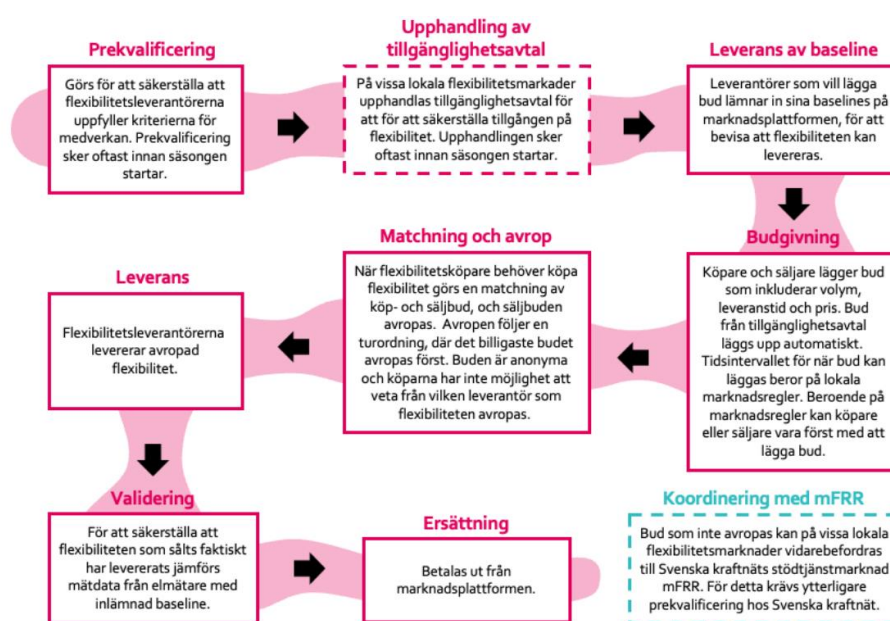 Prekvalificering
Görs för att säkerställa att
flexibilitetsleverantörerna
uppfyller kriterierna för
medverkan. Prekvalificering
sker oftast innan säsongen
startar.
Upphandling av
tillgänglighetsavtal
På vissa lokala flexibilitetsmarkader
upphandlas tillgänglighetsavtal för
att för att säkerställa tillgången på
flexibilitet. Upphandlingen sker
oftast innan säsongen startar.
Leverans av baseline
Leverantörer som vill lägga
bud lämnar in sina baselines på
marknadsplattformen, för att
bevisa att flexibiliteten kan
levereras.
Budgivning
Köpare och säljare lägger bud
som inkluderar volym,
leveranstid och pris. Bud
från tillgänglighetsavtal
läggs upp automatiskt.
Tidsintervallet för när bud kan
läggas beror på lokala
marknadsregler. Beroende på
marknadsregler kan köpare
eller säljare vara först med att
lägga bud.
Matchning och avrop
När flexibilitetsköpare behöver köpa
flexibilitet görs en matchning av
köp- och säljbud, och säljbuden
avropas. Avropen följer en
turordning, där det billigaste budet
avropas först. Buden är anonyma
och köparna har inte möjlighet att
veta från vilken leverantör som
flexibiliteten avropas.
Leverans
Flexibilitetsleverantörerna
levererar avropad
flexibilitet.
Validering
För att säkerställa att
flexibiliteten som sålts faktiskt
har levererats jämförs
mätdata från elmätare med
inlämnad baseline.
Ersättning
Betalas ut från
marknadsplattformen.
Koordinering med mFRR
Bud som inte avropas kan på vissa lokala
flexibilitetsmarknader vidarebefordras
till Svenska kraftnäts stödtjänstmarknad
mFRR. För detta krävs ytterligare
prekvalificering hos Svenska kraftnät.